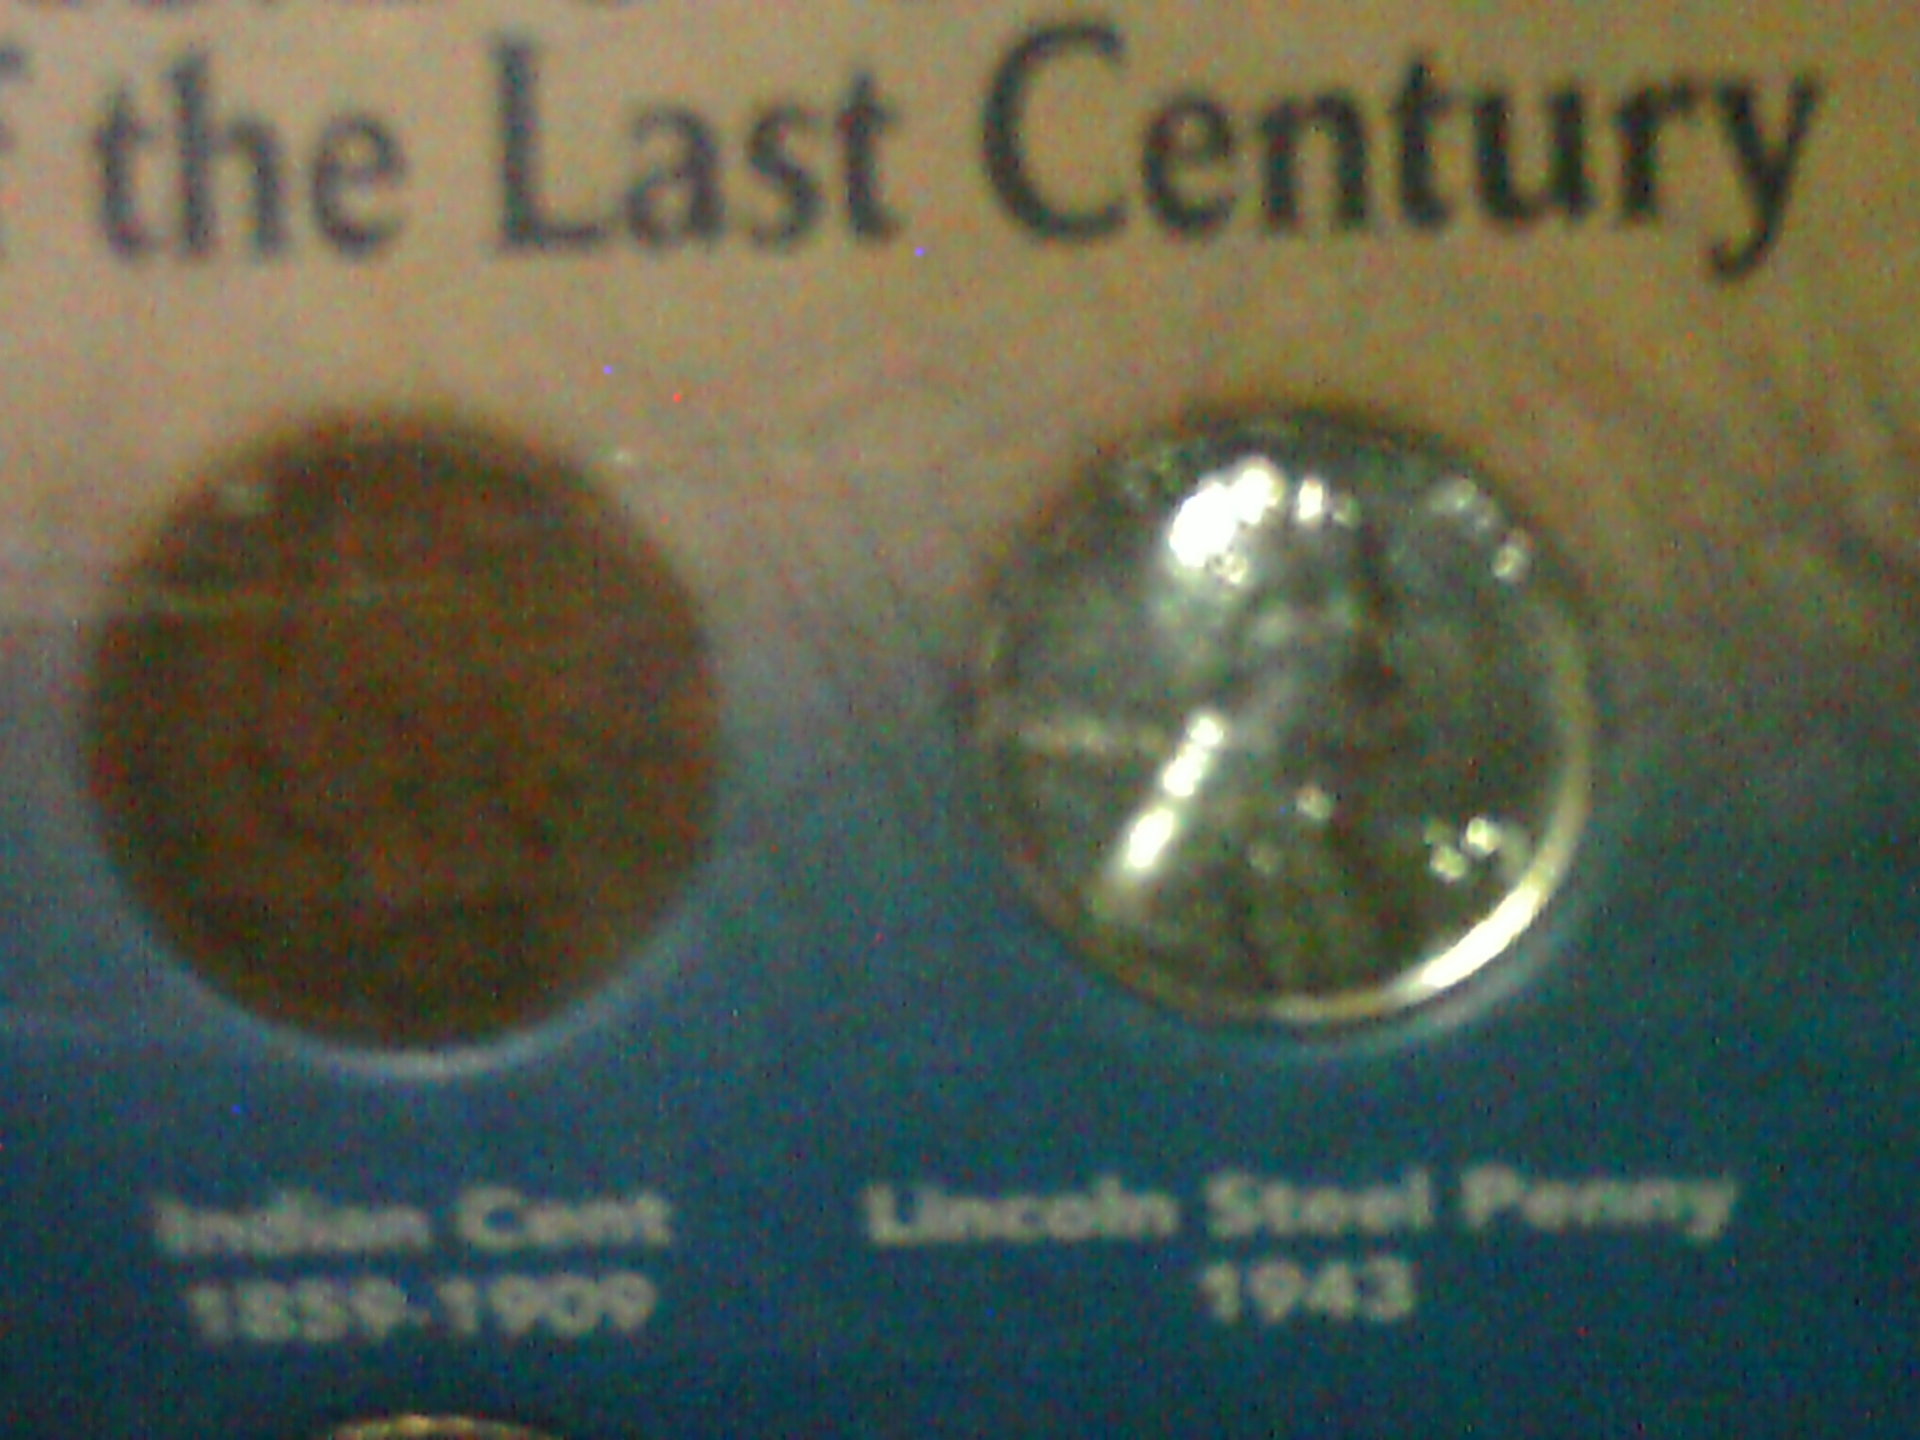 the Last Century
Indian Cent
1859-1909
Lincoln Steel Penny
1943